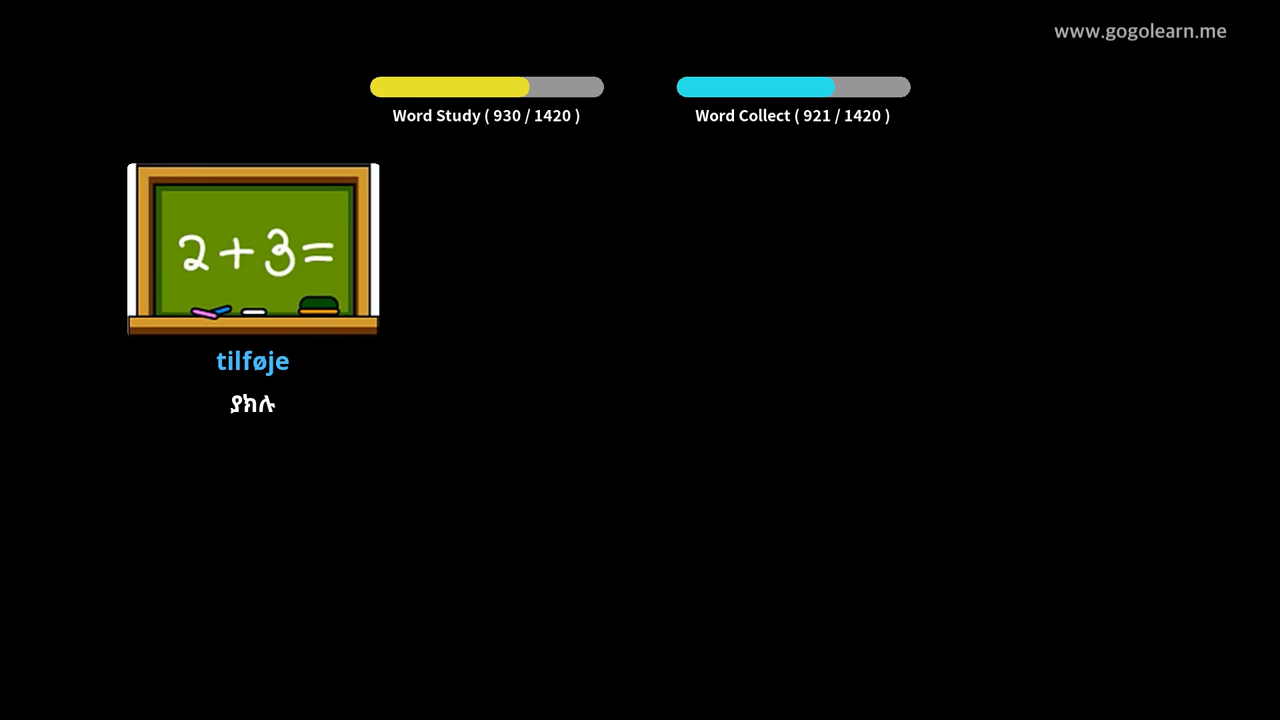 www.gogolearn.me
Word Study ( 930 / 1420 )
Word Collect ( 921 / 1420 )
2+3=
tilføje
ያክሉ